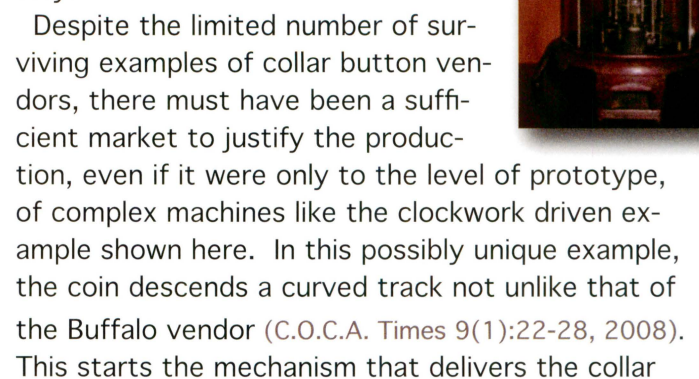 Despite the limited number of sur-
viving examples of collar button ven-
dors, there must have been a suffi-
cient market to justify the produc-
tion, even if it were only to the level of prototype,
of complex machines like the clockwork driven ex-
ample shown here.  In this possibly unique example,
the coin descends a curved track not unlike that of
the Buffalo vendor (C.O.C.A. Times 9(1):22-28, 2008).
This starts the mechanism that delivers the collar